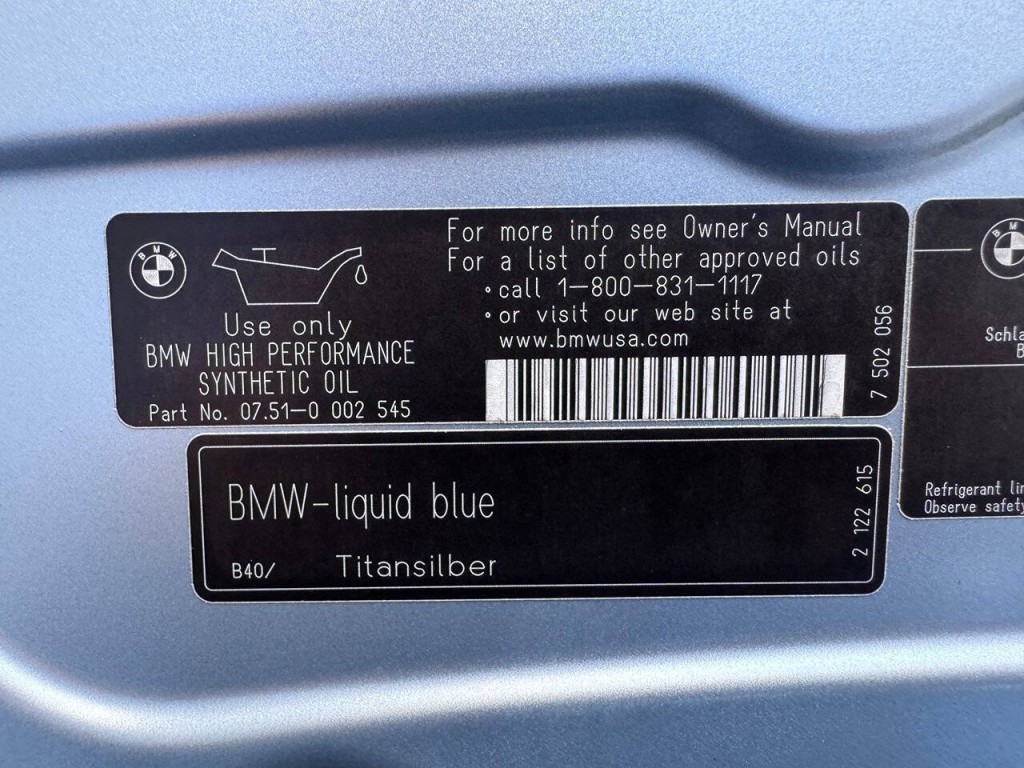 BMW
Use only
BMW HIGH PERFORMANCE
SYNTHETIC OIL
Part No. 07.51-0 002 545
For more info see Owner's Manual
For a list of other approved oils
• call 1-800-831-1117
• or visit our web site at
www.bmwusa.com
7 502 056
BMW-liquid blue
B40/ Titansilber
2 122 615
Refrigerant
Observe safety